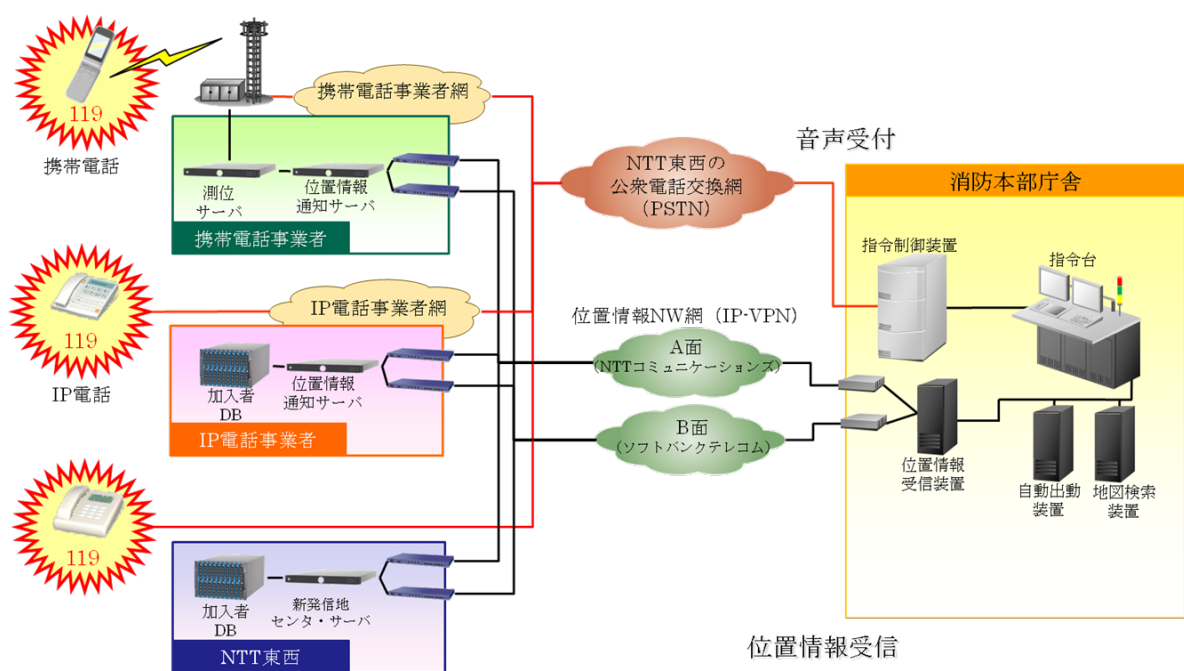 119
携帯電話
携帯電話事業者網
測位
サーバ
位置情報
通知サーバ
携帯電話事業者
119
IP電話
IP電話事業者網
加入者
DB
位置情報
通知サーバ
IP電話事業者
119
加入者
DB
新発信地
センタ・サーバ
NTT東西
NTT東西の
公衆電話交換網
(PSTN)
音声受付
位置情報NW網（IP-VPN）
A面
(NTTコミュニケーションズ)
B面
(ソフトバンクテレコム)
消防本部庁舎
指令制御装置
指令台
位置情報
受信装置
自動出動
装置
地図検索
装置
位置情報受信